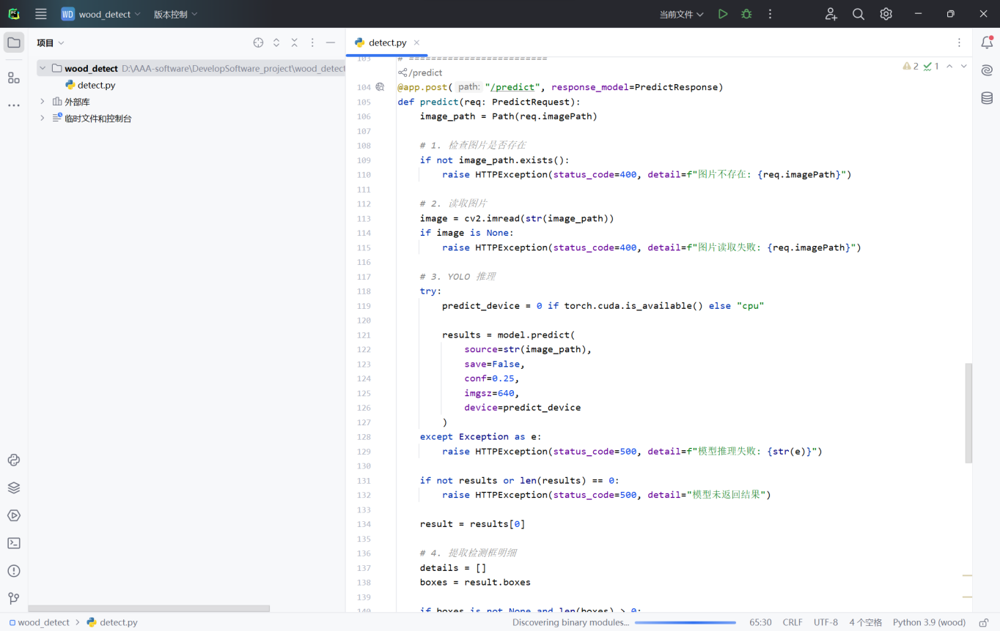 PC
WD wood_detect 版本控制 当前文件
项目
detect.py
wood_detect D:\AAA-software\DevelopSoftware_project\wood_detect
detect.py
外部库
临时文件和控制台
2 1
103 # =========================
/predict
104 @app.post( path: "/predict", response_model=PredictResponse)
105 def predict(req: PredictRequest):
106 image_path = Path(req.imagePath)
107
108 # 1. 检查图片是否存在
109 if not image_path.exists():
110 raise HTTPException(status_code=400, detail=f"图片不存在: {req.imagePath}")
111
112 # 2. 读取图片
113 image = cv2.imread(str(image_path))
114 if image is None:
115 raise HTTPException(status_code=400, detail=f"图片读取失败: {req.imagePath}")
116
117 # 3. YOLO 推理
118 try:
119 predict_device = 0 if torch.cuda.is_available() else "cpu"
120
121 results = model.predict(
122 source=str(image_path),
123 save=False,
124 conf=0.25,
125 imgsz=640,
126 device=predict_device
127 )
128 except Exception as e:
129 raise HTTPException(status_code=500, detail=f"模型推理失败: {str(e)}")
130
131 if not results or len(results) == 0:
132 raise HTTPException(status_code=500, detail="模型未返回结果")
133
134 result = results[0]
135
136 # 4. 提取检测框明细
137 details = []
138 boxes = result.boxes
139
140 if boxes is not None and len(boxes) > 0:
wood_detect detect.py
Discovering binary modules... 65:30 CRLF UTF-8 4 个空格 Python 3.9 (wood)